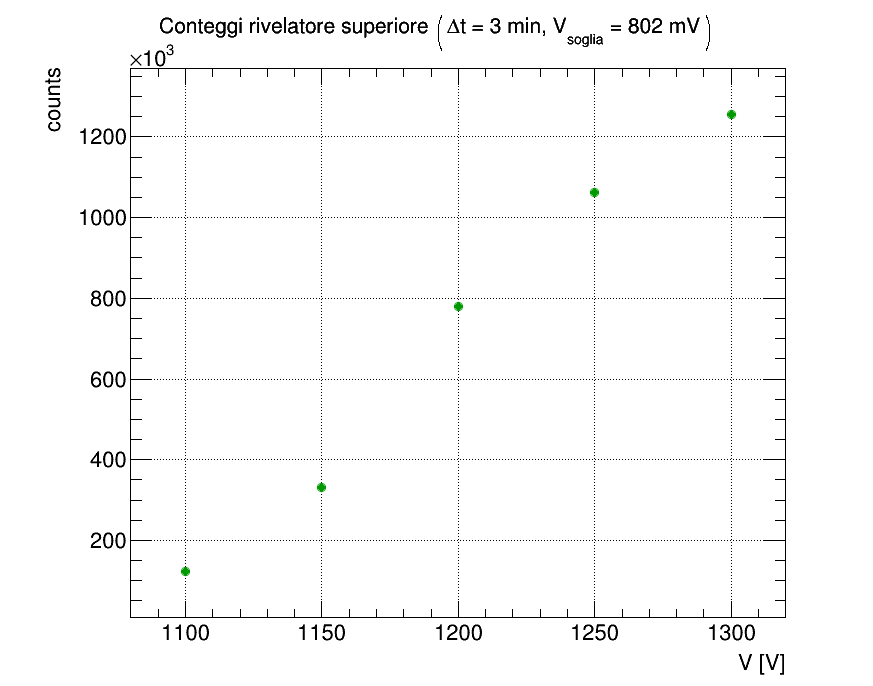 Conteggi rivelatore superiore (Δt = 3 min, Vsoglia = 802 mV)
×10³
counts
1200
1000
800
600
400
200
1100 1150 1200 1250 1300
V [V]